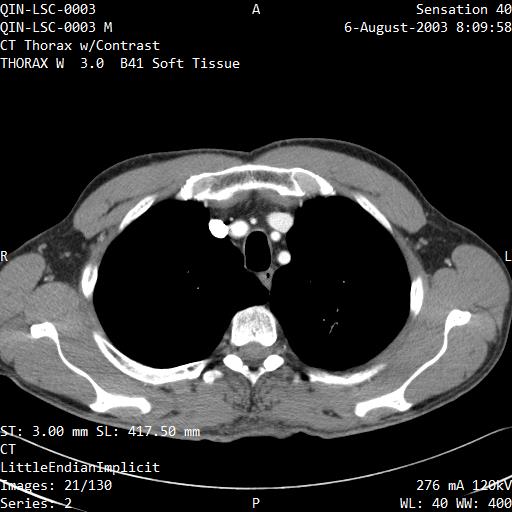 QIN-LSC-0003 A Sensation 40
QIN-LSC-0003 M 6-August-2003 8:09:58
CT Thorax w/Contrast
THORAX W 3.0 B41 Soft Tissue
R L
ST: 3.00 mm SL: 417.50 mm
CT
LittleEndianImplicit
Images: 21/130 276 mA 120kV
Series: 2 P WL: 40 WW: 400